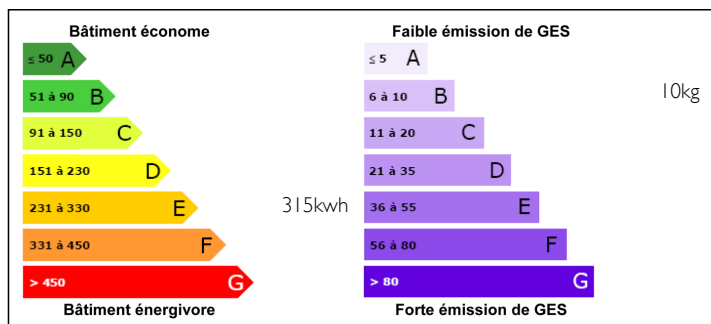 Bâtiment économe
≤ 50 A
51 à 90 B
91 à 150 C
151 à 230 D
231 à 330 E
315kwh
331 à 450 F
> 450 G
Bâtiment énergivore
Faible émission de GES
≤ 5 A
6 à 10 B
10kg
11 à 20 C
21 à 35 D
36 à 55 E
56 à 80 F
> 80 G
Forte émission de GES